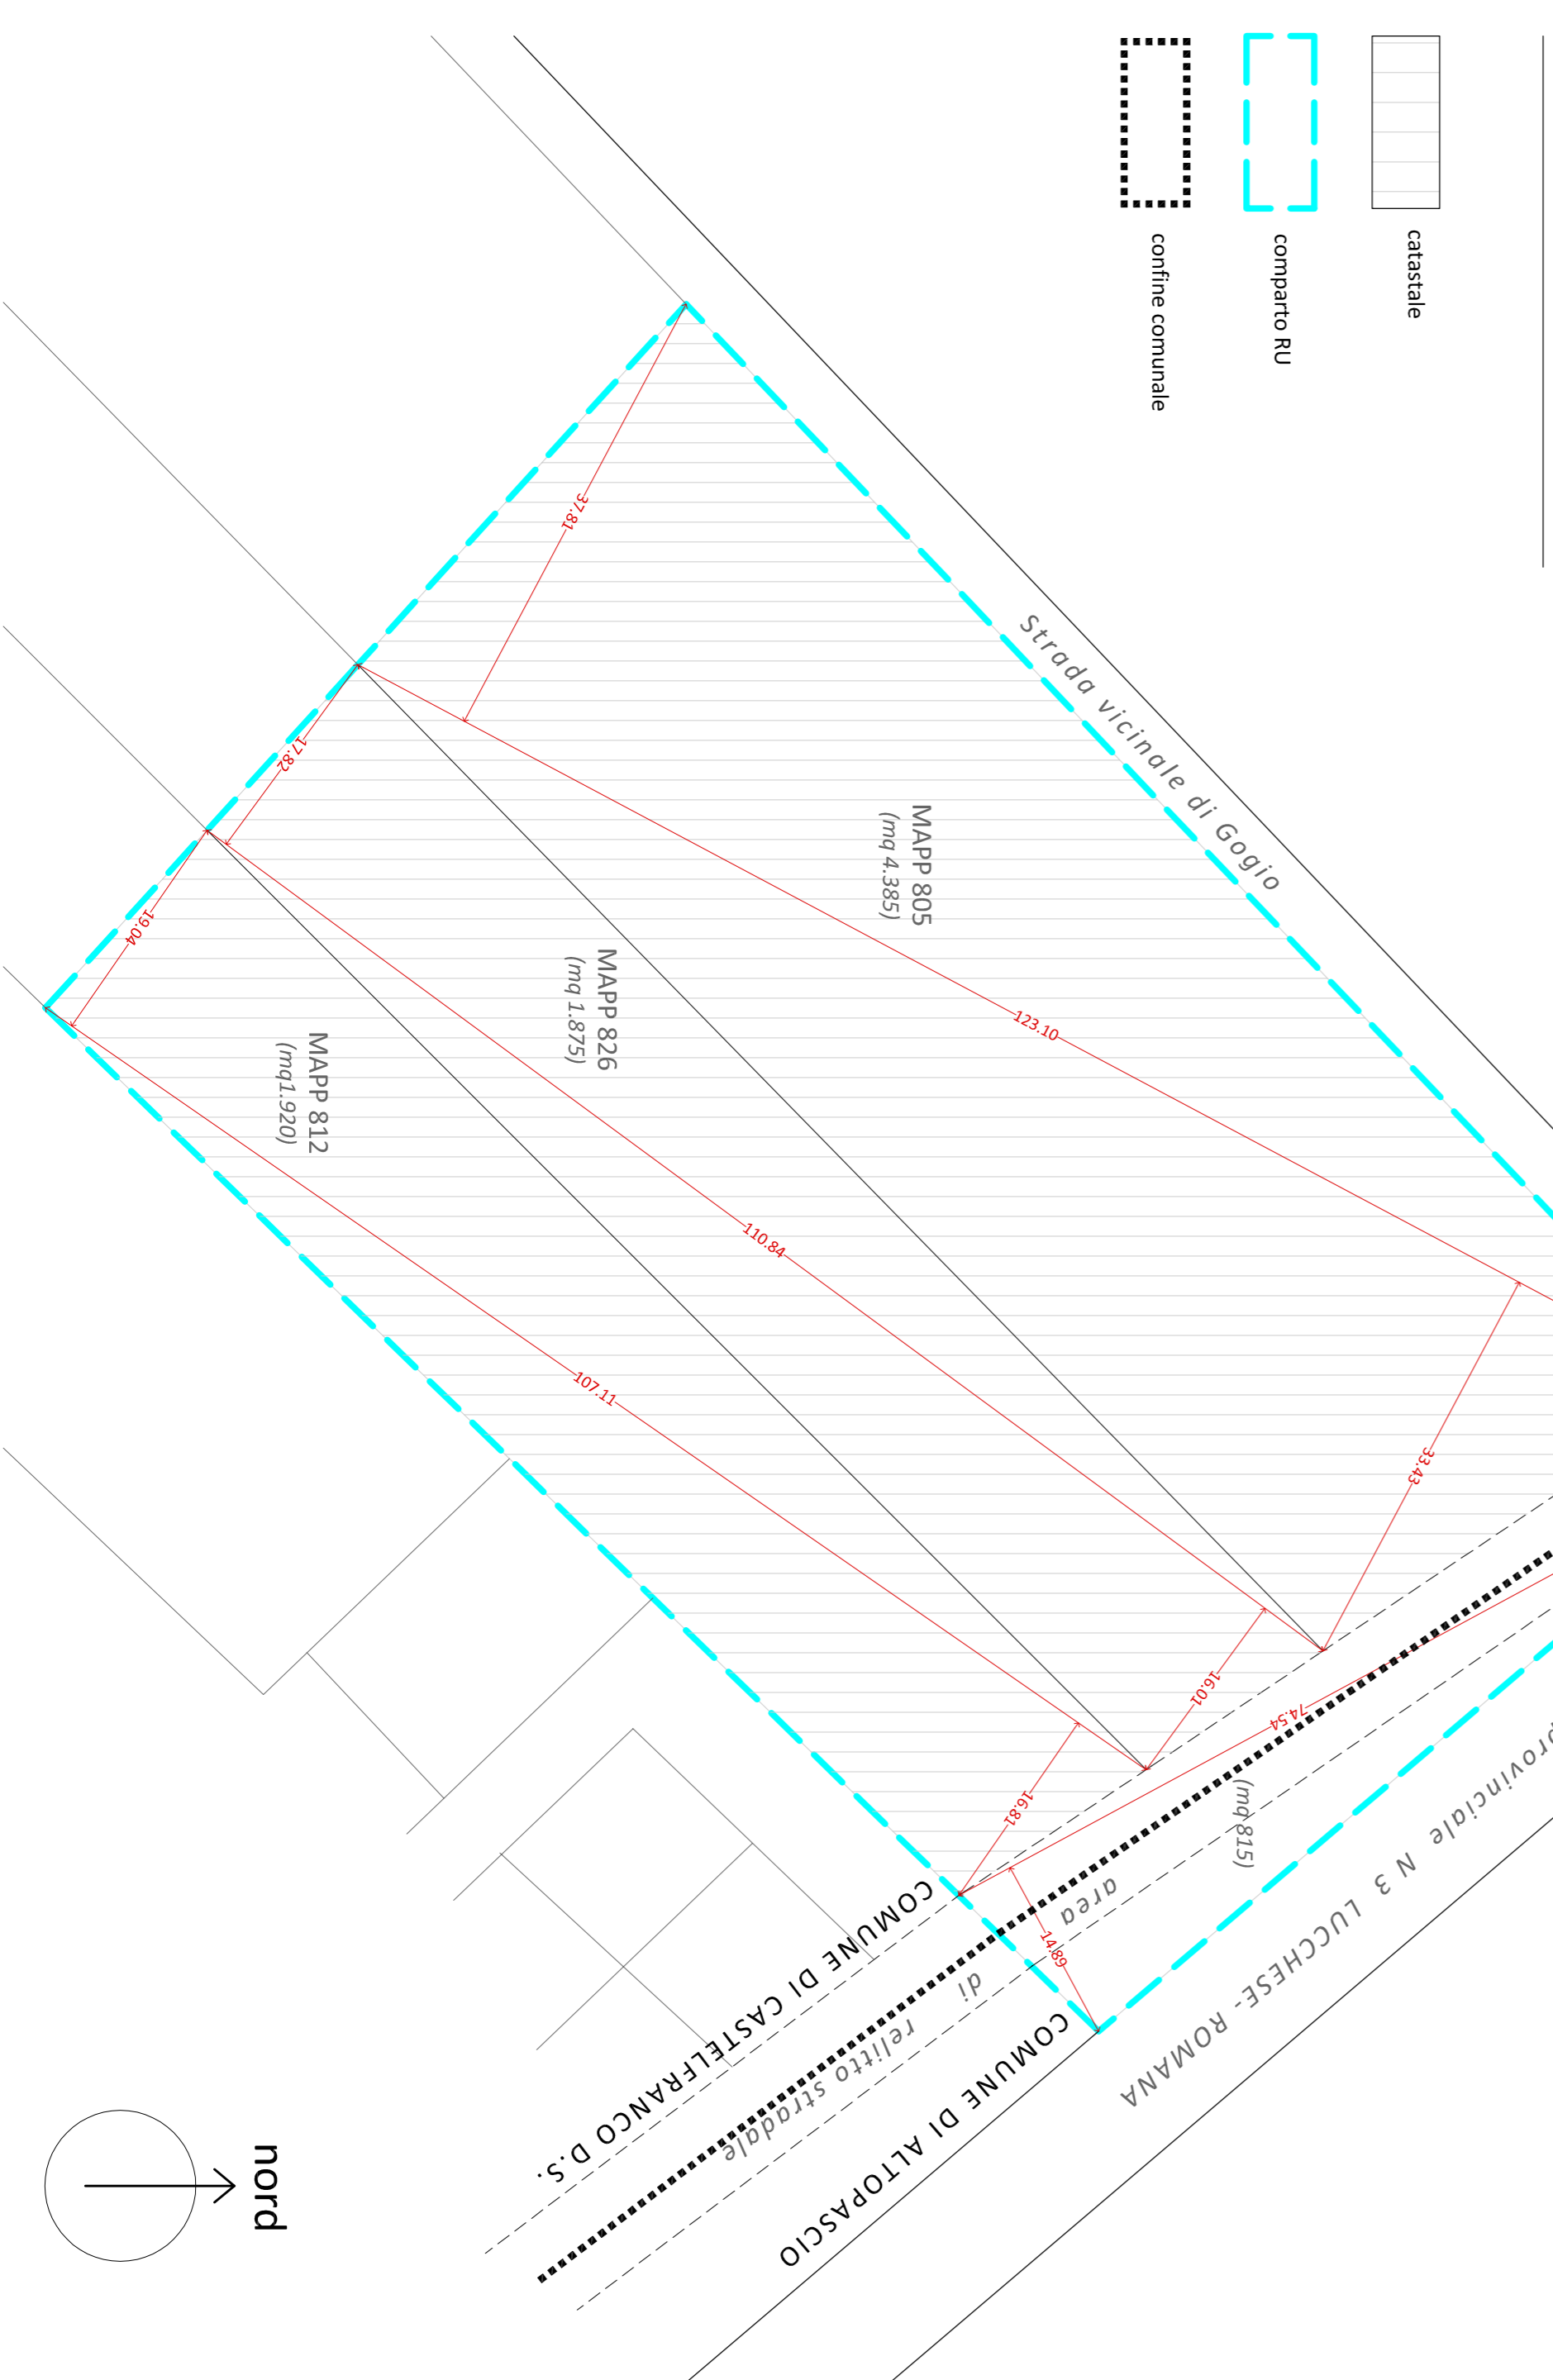 catastale
comparto RU
confine comunale
Strada vicinale di Gogio
37.81
17.82
19.04
MAPP 805
(mq 4.385)
MAPP 826
(mq 1.875)
MAPP 812
(mq1.920)
123.10
110.84
107.11
33.43
16.01
16.81
74.54
14.89
(mq 815)
provinciale N 3 LUCCHESE- ROMANA
area
di
relitto stradale
COMUNE DI CASTELFRANCO D.S.
COMUNE DI ALTOPASCIO
nord